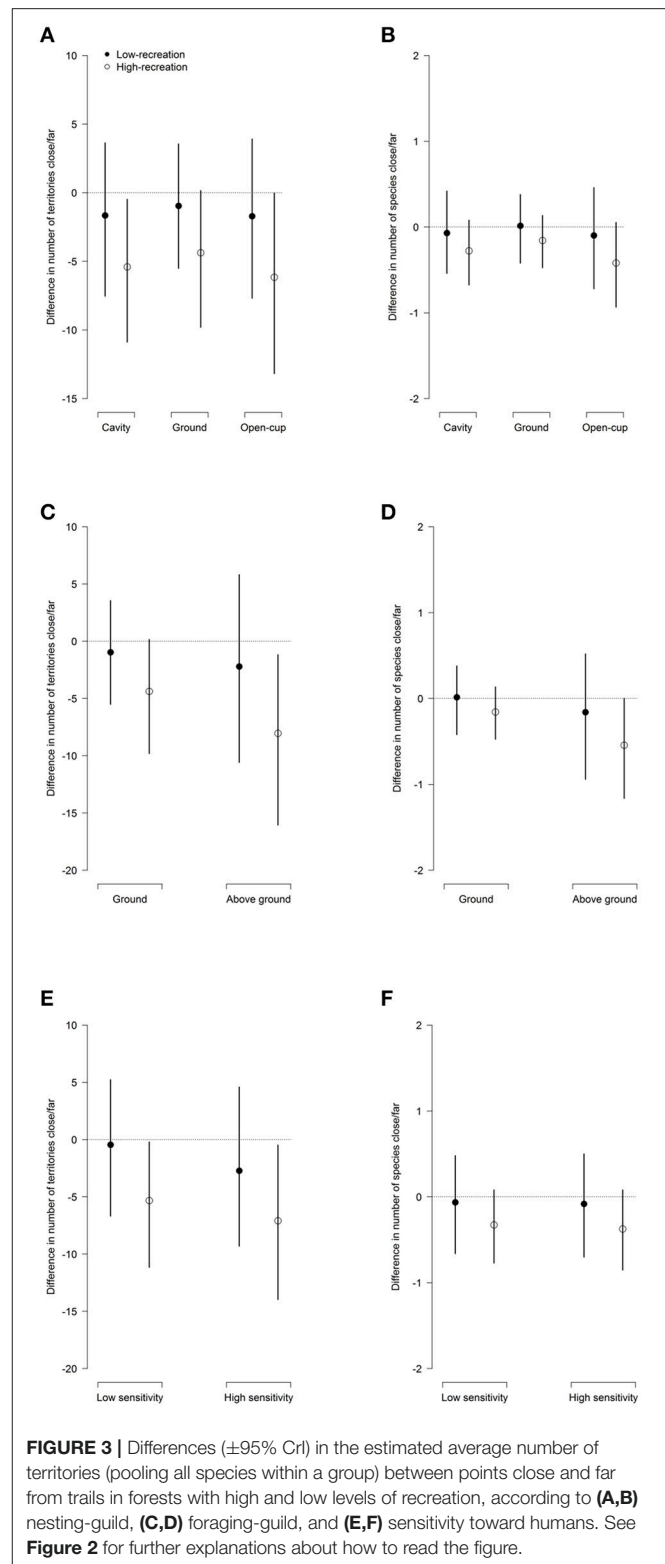 A
B
Low-recreation
High-recreation
Difference in number of territories close/far
10
5
0
-5
-10
-15
Cavity Ground Open-cup
Difference in number of species close/far
2
1
0
-1
-2
Cavity Ground Open-cup
C
D
Difference in number of territories close/far
10
5
0
-5
-10
-15
-20
Ground Above ground
Difference in number of species close/far
2
1
0
-1
-2
Ground Above ground
E
F
Difference in number of territories close/far
10
5
0
-5
-10
-15
-20
Low sensitivity High sensitivity
Difference in number of species close/far
2
1
0
-1
-2
Low sensitivity High sensitivity
FIGURE 3 | Differences (±95% CrI) in the estimated average number of
territories (pooling all species within a group) between points close and far
from trails in forests with high and low levels of recreation, according to (A,B)
nesting-guild, (C,D) foraging-guild, and (E,F) sensitivity toward humans. See
Figure 2 for further explanations about how to read the figure.